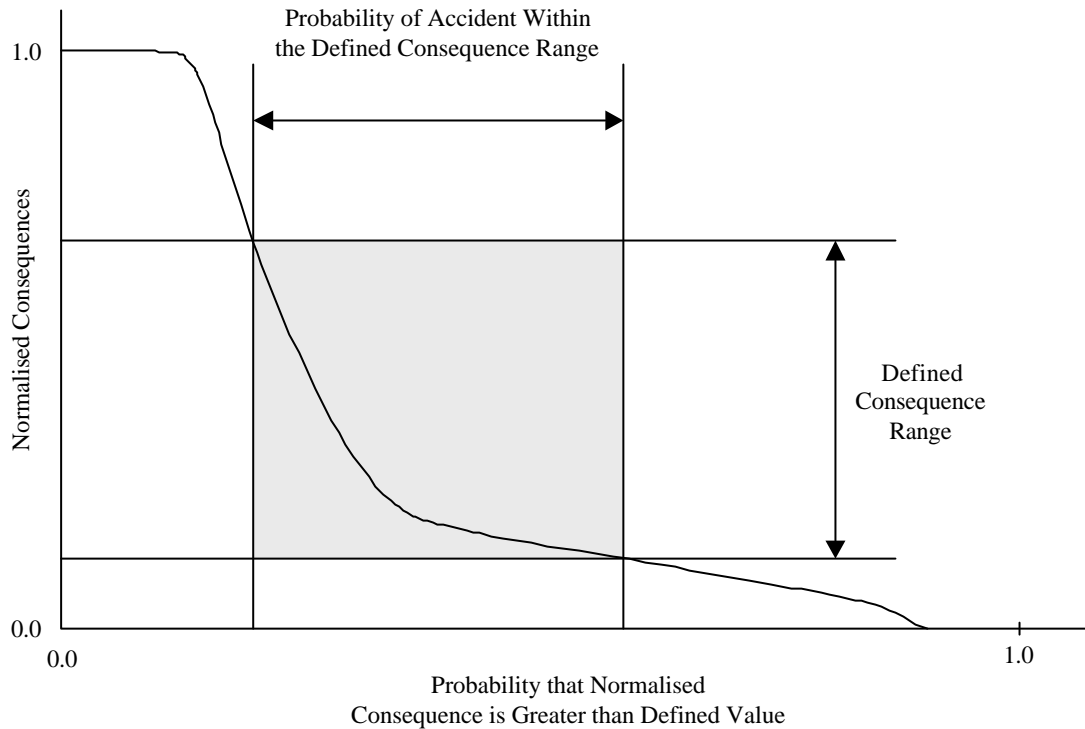 Probability of Accident Within
the Defined Consequence Range
1.0
Normalised Consequences
Defined
Consequence
Range
0.0
0.0
1.0
Probability that Normalised
Consequence is Greater than Defined Value